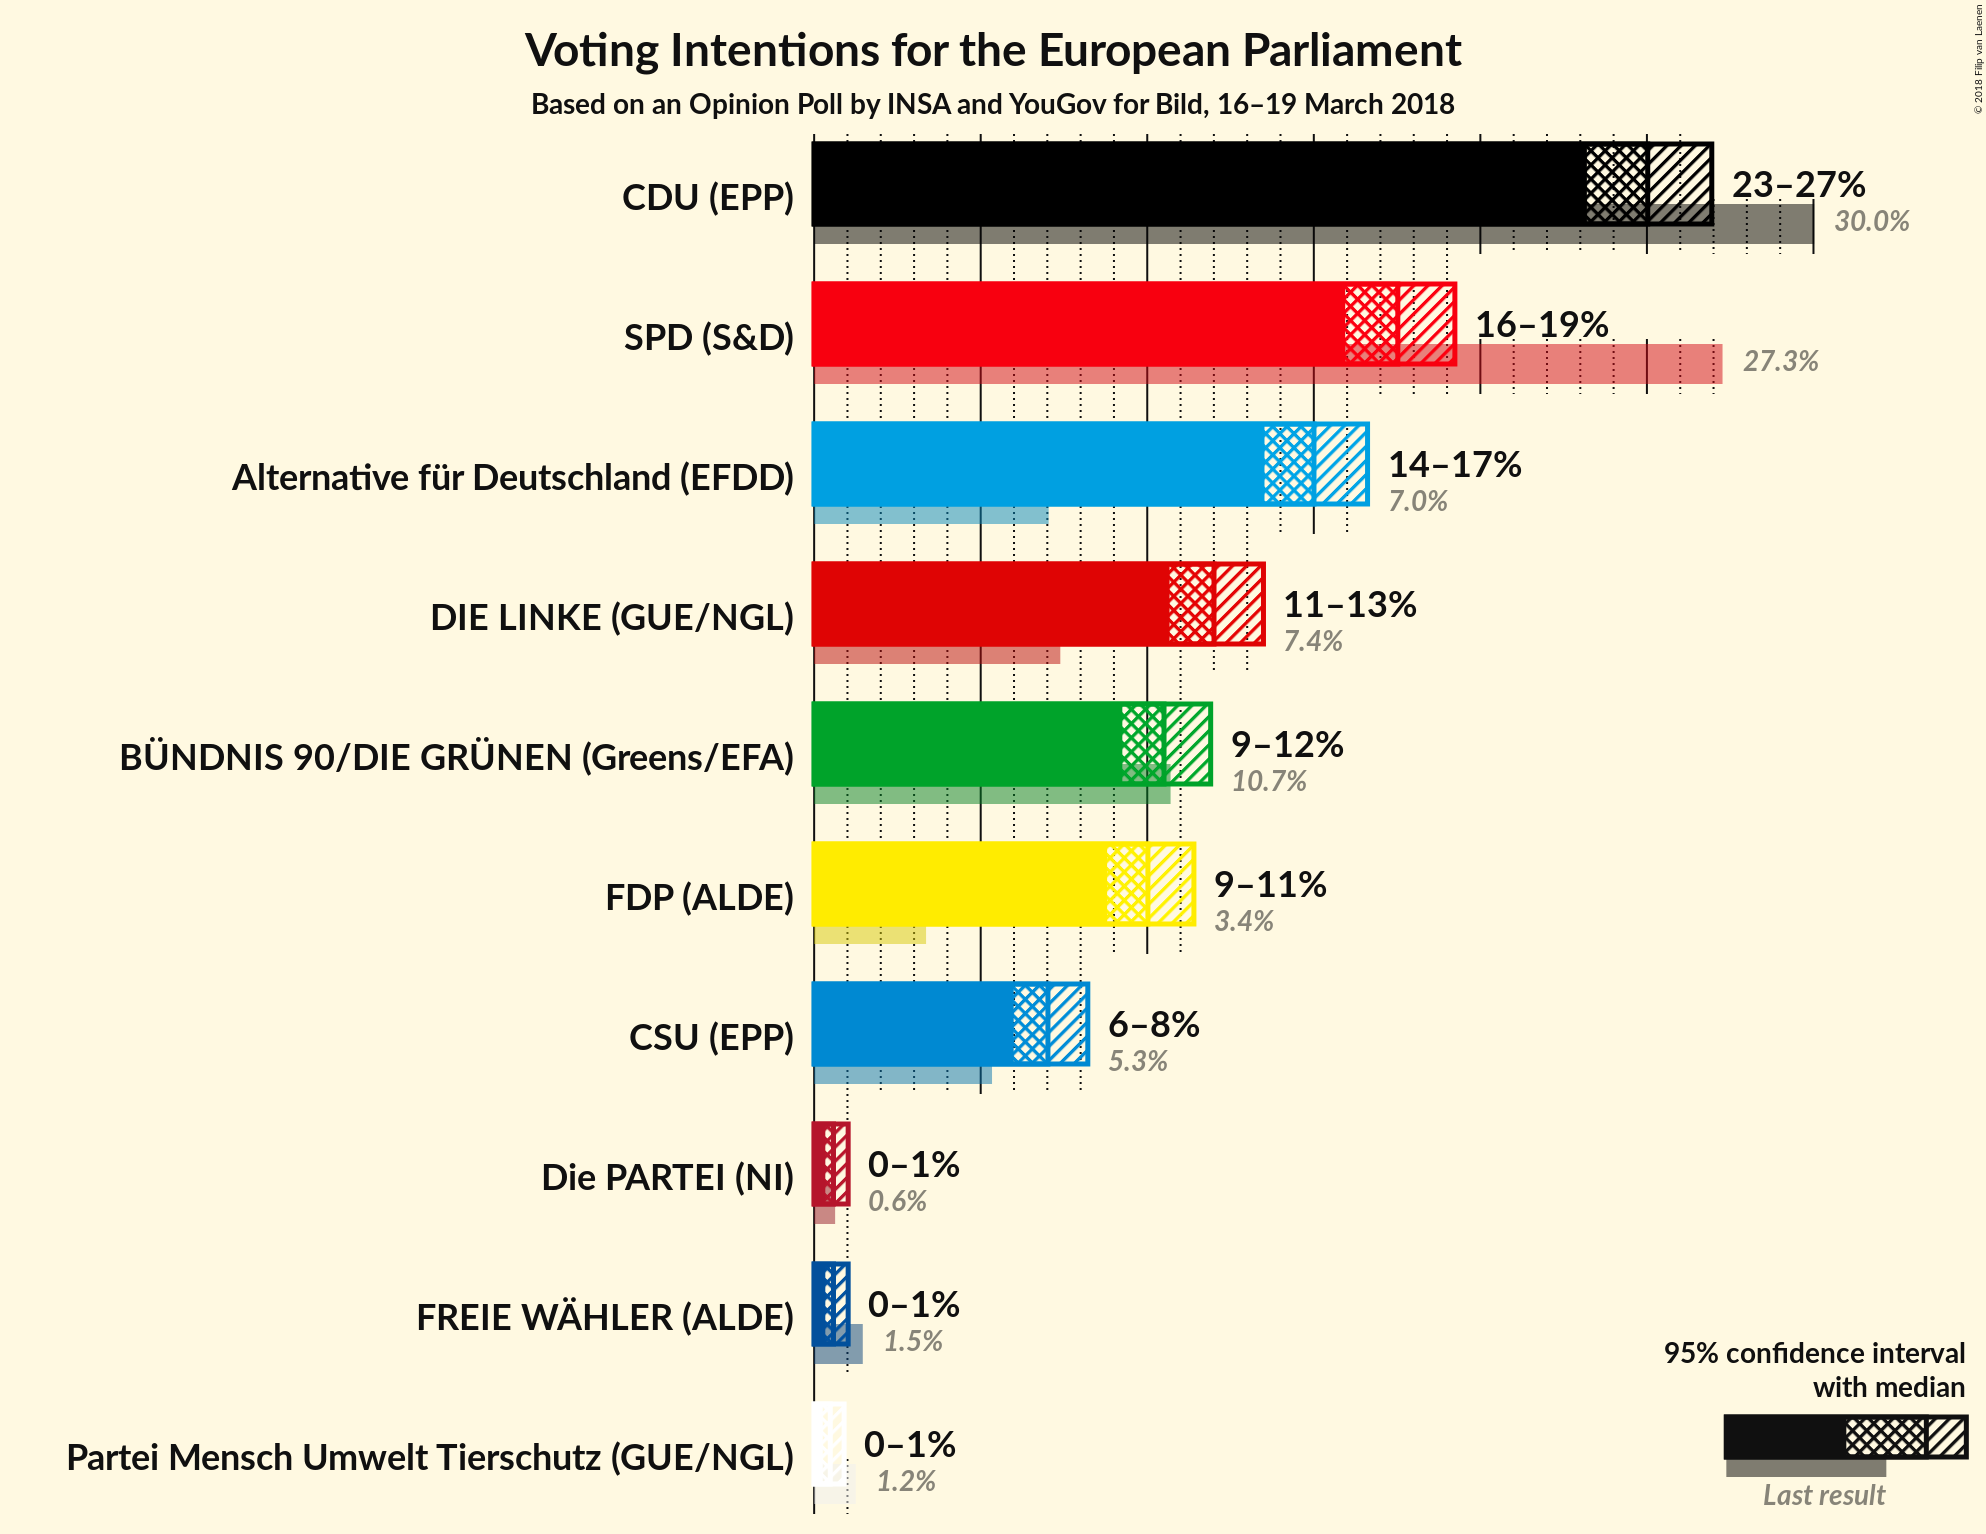 Voting Intentions for the European Parliament
Based on an Opinion Poll by INSA and YouGov for Bild, 16–19 March 2018
© 2018 Filip van Laenen
CDU (EPP)
23–27%
30.0%
SPD (S&D)
16–19%
27.3%
Alternative für Deutschland (EFDD)
14–17%
7.0%
DIE LINKE (GUE/NGL)
11–13%
7.4%
BÜNDNIS 90/DIE GRÜNEN (Greens/EFA)
9–12%
10.7%
FDP (ALDE)
9–11%
3.4%
CSU (EPP)
6–8%
5.3%
Die PARTEI (NI)
0–1%
0.6%
FREIE WÄHLER (ALDE)
0–1%
1.5%
Partei Mensch Umwelt Tierschutz (GUE/NGL)
0–1%
1.2%
95% confidence interval
with median
Last result